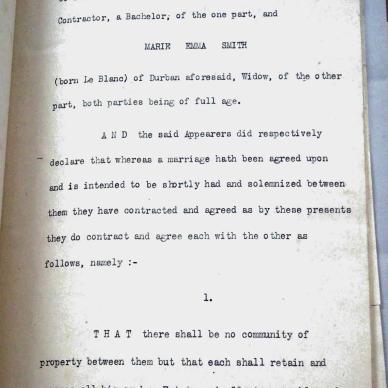 Contractor, a Bachelor, of the one part, and
MARIE EMMA SMITH
(born Le Blanc) of Durban aforesaid, Widow, of the other
part, both parties being of full age.
A N D the said Appearers did respectively
declare that whereas a marriage hath been agreed upon
and is intended to be shortly had and solemnized between
them they have contracted and agreed as by these presents
they do contract and agree each with the other as
follows, namely :-
1.
T H A T there shall be no community of
property between them but that each shall retain and